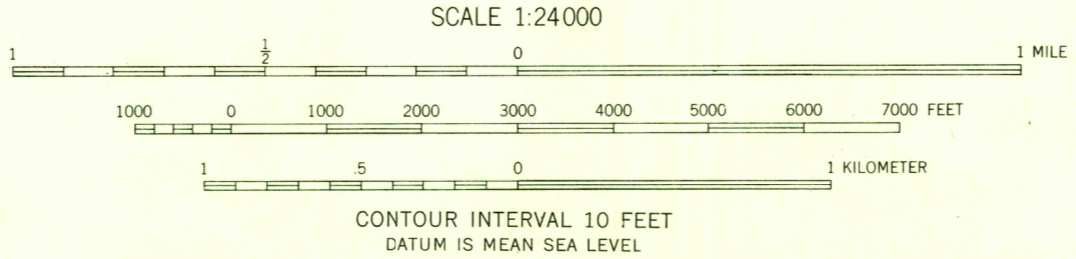 SCALE 1:24000
1 ½ 0 1 MILE
1000 0 1000 2000 3000 4000 5000 6000 7000 FEET
1 .5 0 1 KILOMETER
CONTOUR INTERVAL 10 FEET
DATUM IS MEAN SEA LEVEL